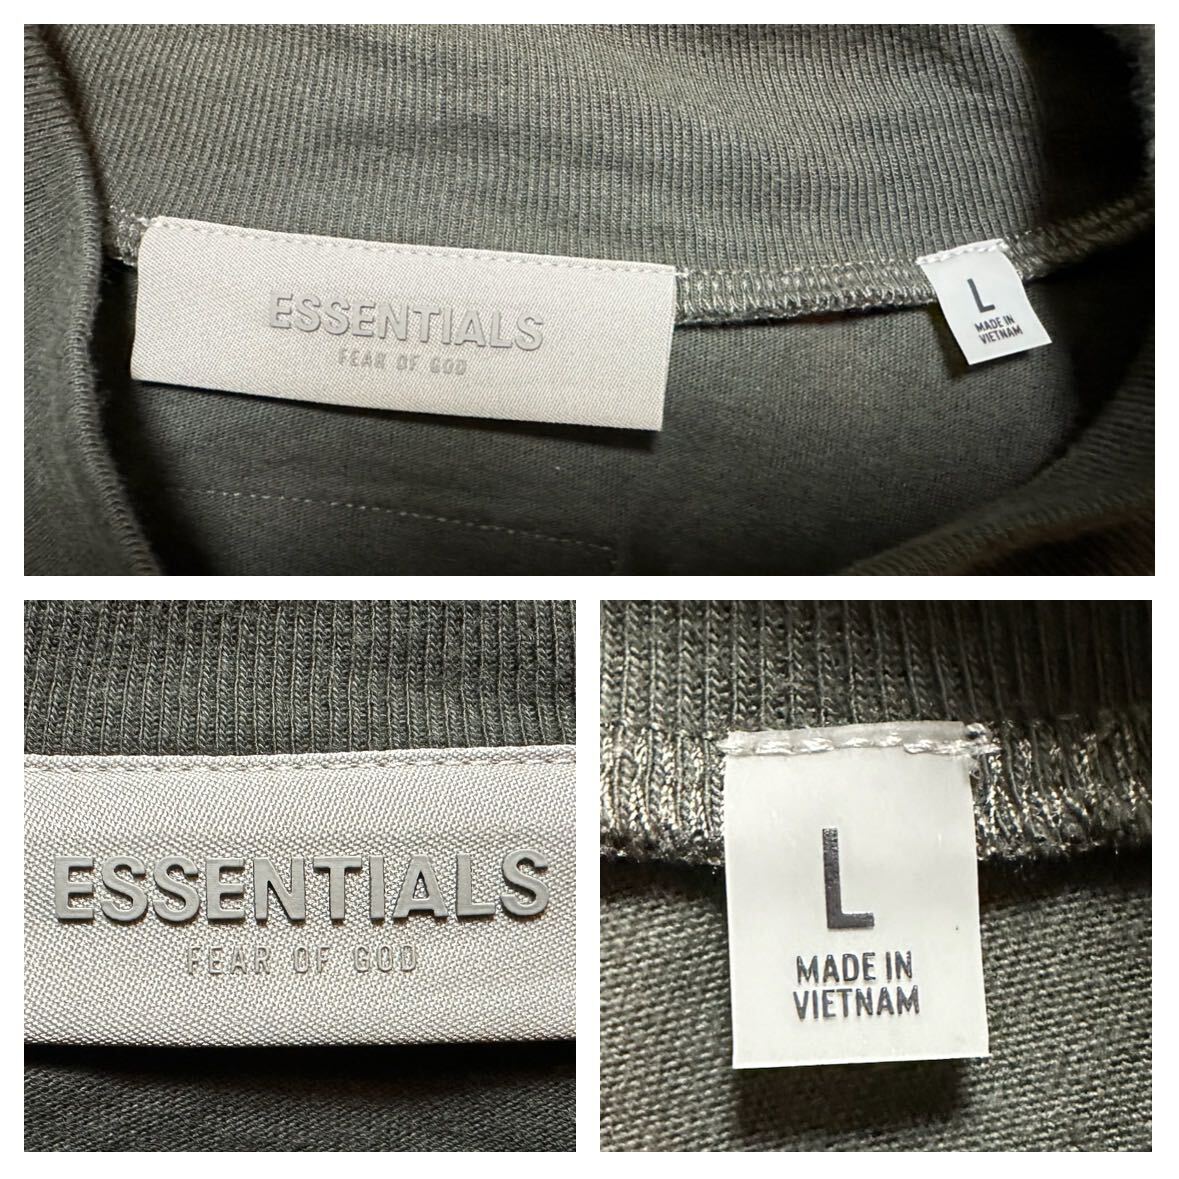 ESSENTIALS
FEAR OF GOD
L
MADE IN
VIETNAM
ESSENTIALS
FEAR OF GOD
L
MADE IN
VIETNAM